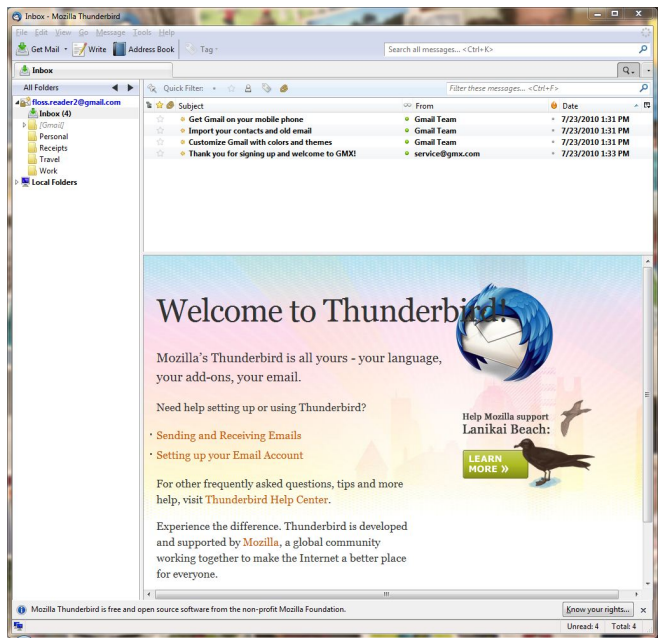 Inbox - Mozilla Thunderbird
File Edit View Go Message Tools Help
Get Mail Write Address Book Tag Search all messages... <Ctrl+K>
Inbox
All Folders Quick Filter: Filter these messages... <Ctrl+F>
floss.reader2@gmail.com Subject From Date
Inbox (4) Get Gmail on your mobile phone Gmail Team 7/23/2010 1:31 PM
[Gmail] Import your contacts and old email Gmail Team 7/23/2010 1:31 PM
Personal Customize Gmail with colors and themes Gmail Team 7/23/2010 1:31 PM
Receipts Thank you for signing up and welcome to GMX! service@gmx.com 7/23/2010 1:33 PM
Travel
Work
Local Folders
Welcome to Thunderbird!
Mozilla's Thunderbird is all yours - your language,
your add-ons, your email.
Need help setting up or using Thunderbird?
· Sending and Receiving Emails
· Setting up your Email Account
For other frequently asked questions, tips and more
help, visit Thunderbird Help Center.
Experience the difference. Thunderbird is developed
and supported by Mozilla, a global community
working together to make the Internet a better place
for everyone.
Help Mozilla support
Lanikai Beach:
LEARN
MORE »
Mozilla Thunderbird is free and open source software from the non-profit Mozilla Foundation. Know your rights... x
Unread: 4 Total: 4